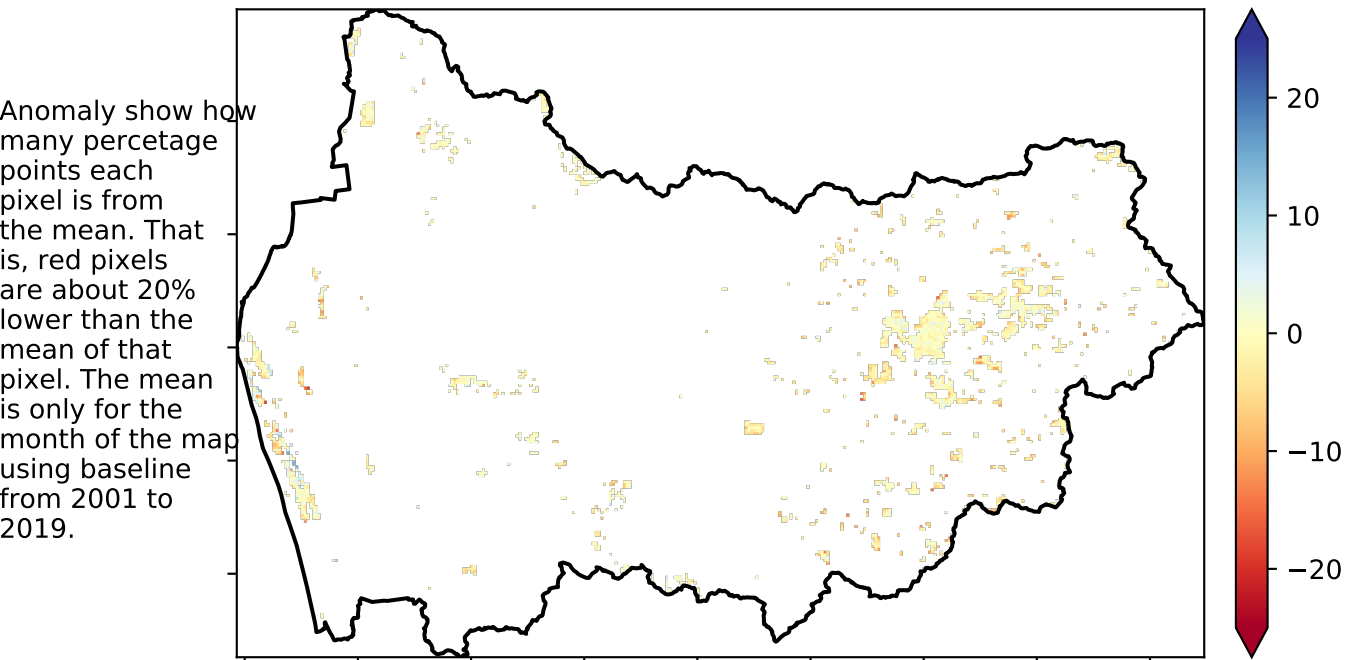 Anomaly show how
many percetage
points each
pixel is from
the mean. That
is, red pixels
are about 20%
lower than the
mean of that
pixel. The mean
is only for the
month of the map
using baseline
from 2001 to
2019.
20
10
0
−10
−20